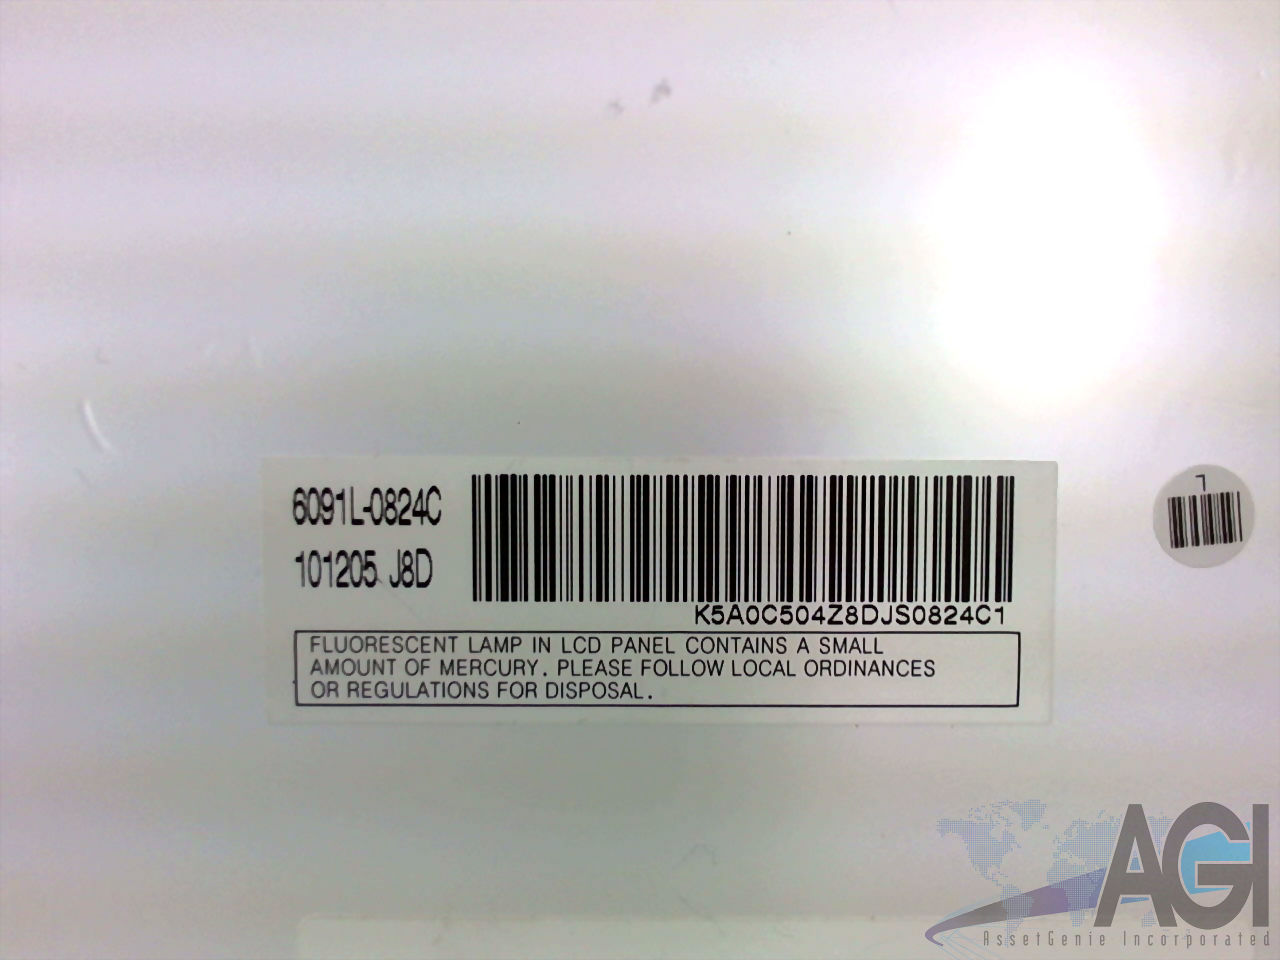 6091L-0824C
101205 J8D
K5A0C504Z8DJS0824C1
FLUORESCENT LAMP IN LCD PANEL CONTAINS A SMALL
AMOUNT OF MERCURY. PLEASE FOLLOW LOCAL ORDINANCES
OR REGULATIONS FOR DISPOSAL.
7
AGI
AssetGenie Incorporated